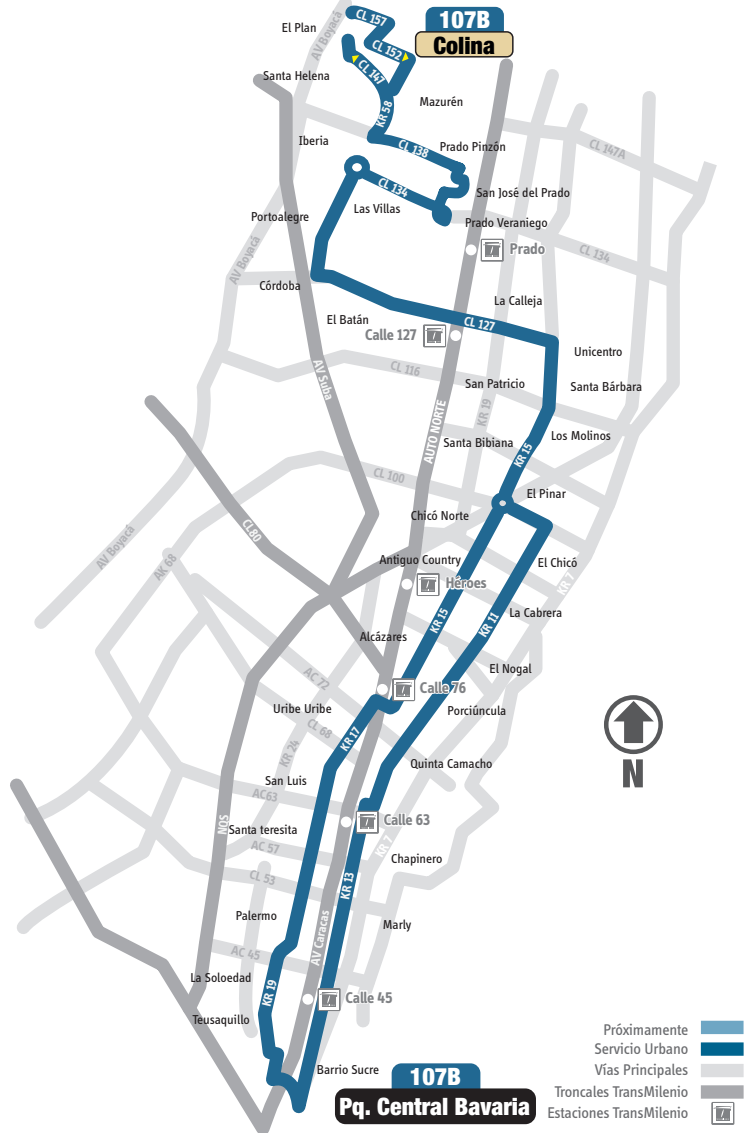 107B
Colina
CL 157
El Plan
AV Boyacá
CL 152
CL 147
Santa Helena
Mazurén
KR 58
Iberia
CL 138
Prado Pinzón
CL 147A
CL 134
San José del Prado
Las Villas
Portoalegre
Prado Veraniego
Prado
CL 134
AV Boyacá
Córdoba
La Calleja
El Batán
CL 127
Calle 127
Unicentro
AV Suba
CL 116
San Patricio
Santa Bárbara
KR 19
AUTO NORTE
Santa Bibiana
Los Molinos
KR 15
CL 100
El Pinar
Chicó Norte
CL80
AV Boyacá
AK 68
Antiguo Country
El Chicó
Héroes
KR 7
La Cabrera
KR 15
KR 11
Alcázares
El Nogal
AC 72
Calle 76
Uribe Uribe
Porciúncula
CL 68
KR 17
KR 24
Quinta Camacho
San Luis
AC63
Calle 63
NQS
Santa teresita
KR 7
AC 57
Chapinero
CL 53
KR 13
Palermo
Marly
AV Caracas
AC 45
La Soloedad
KR 19
Calle 45
Teusaquillo
Barrio Sucre
107B
Pq. Central Bavaria
N
Próximamente
Servicio Urbano
Vías Principales
Troncales TransMilenio
Estaciones TransMilenio